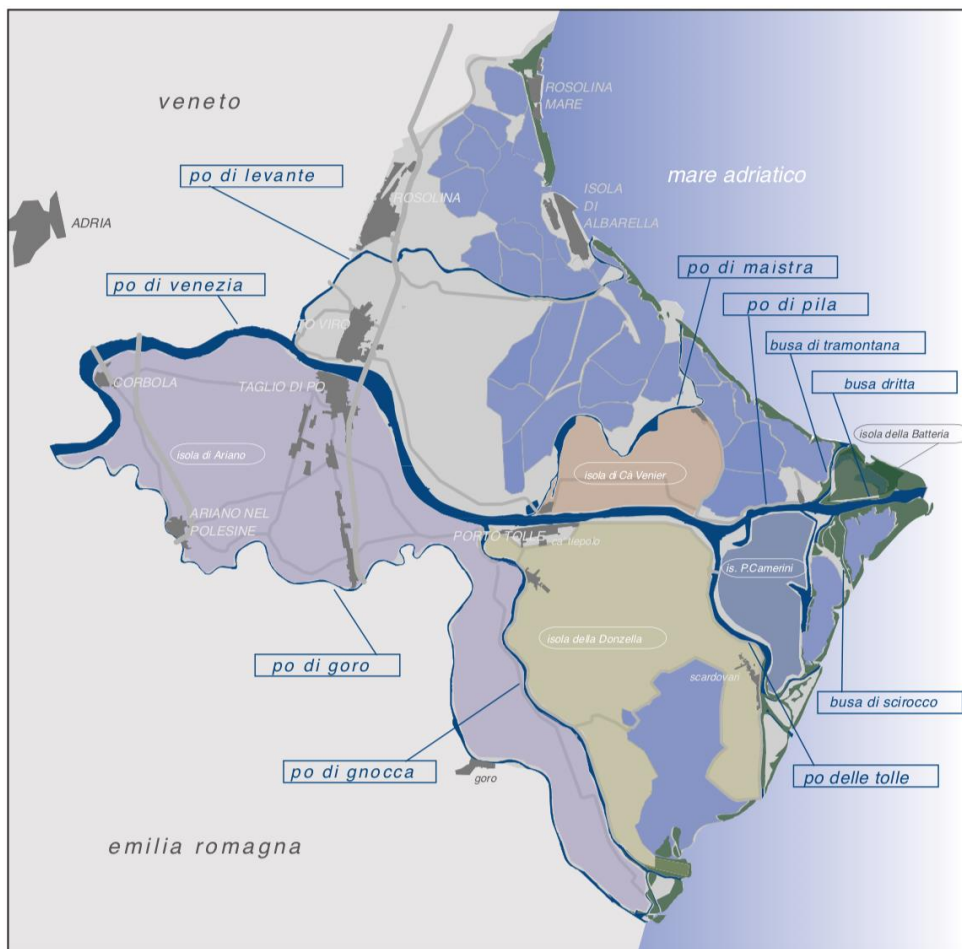 ROSOLINA
MARE
veneto
mare adriatico
po di levante
ROSOLINA
ISOLA
DI
ALBARELLA
ADRIA
po di maistra
po di venezia
po di pila
PO VIRO
busa di tramontana
CORBOLA
TAGLIO DI PO
busa dritta
isola della Batteria
isola di Ariano
isola di Cà Venier
ARIANO NEL
POLESINE
PORTO TOLLE
is. P.Camerini
isola della Donzella
po di goro
scardovari
busa di scirocco
po di gnocca
goro
po delle tolle
emilia romagna